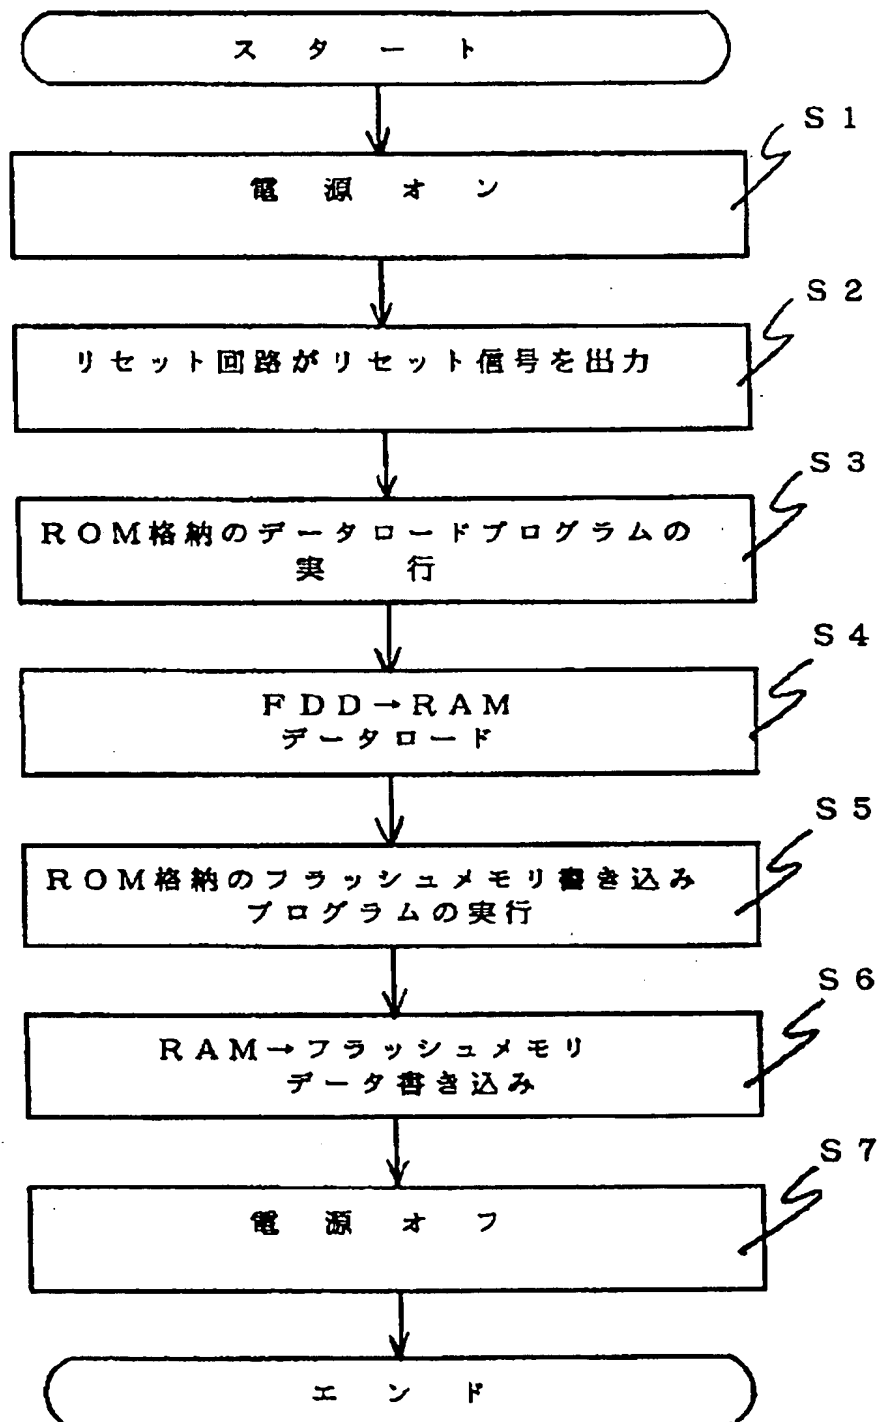 スタート
S1
電源オン
S2
リセット回路がリセット信号を出力
S3
ROM格納のデータロードプログラムの
実行
S4
FDD→RAM
データロード
S5
ROM格納のフラッシュメモリ書き込み
プログラムの実行
S6
RAM→フラッシュメモリ
データ書き込み
S7
電源オフ
エンド